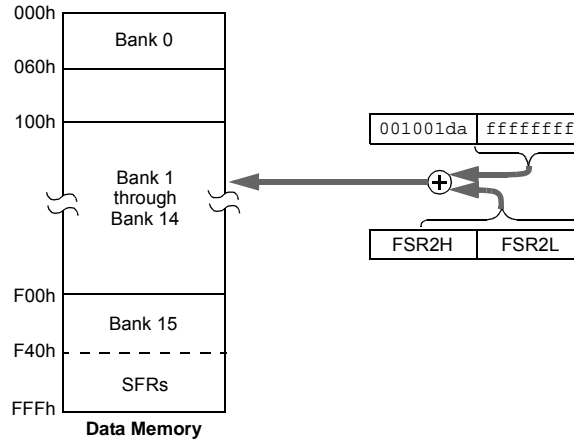 000h
Bank 0
060h
100h
001001da ffffffff
Bank 1
through
Bank 14
FSR2H FSR2L
F00h
Bank 15
F40h
SFRs
FFFh
Data Memory